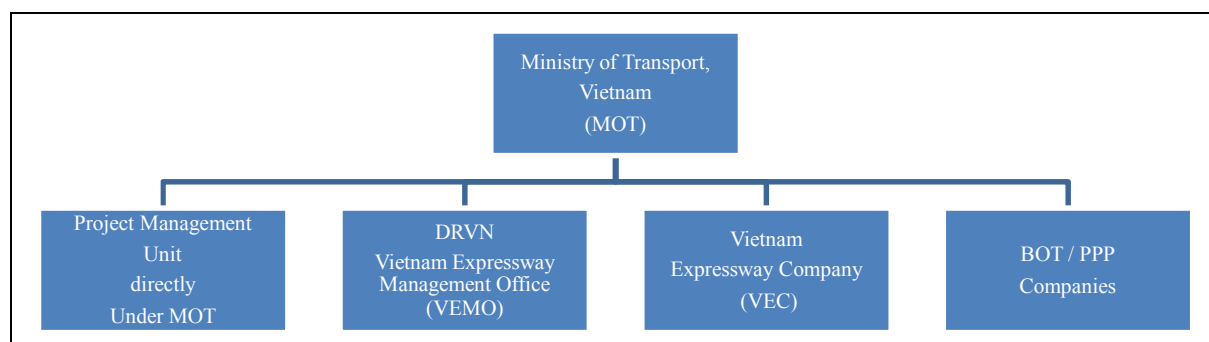 Ministry of Transport,
Vietnam
(MOT)
Project Management
Unit
directly
Under MOT
DRVN
Vietnam Expressway
Management Office
(VEMO)
Vietnam
Expressway Company
(VEC)
BOT / PPP
Companies